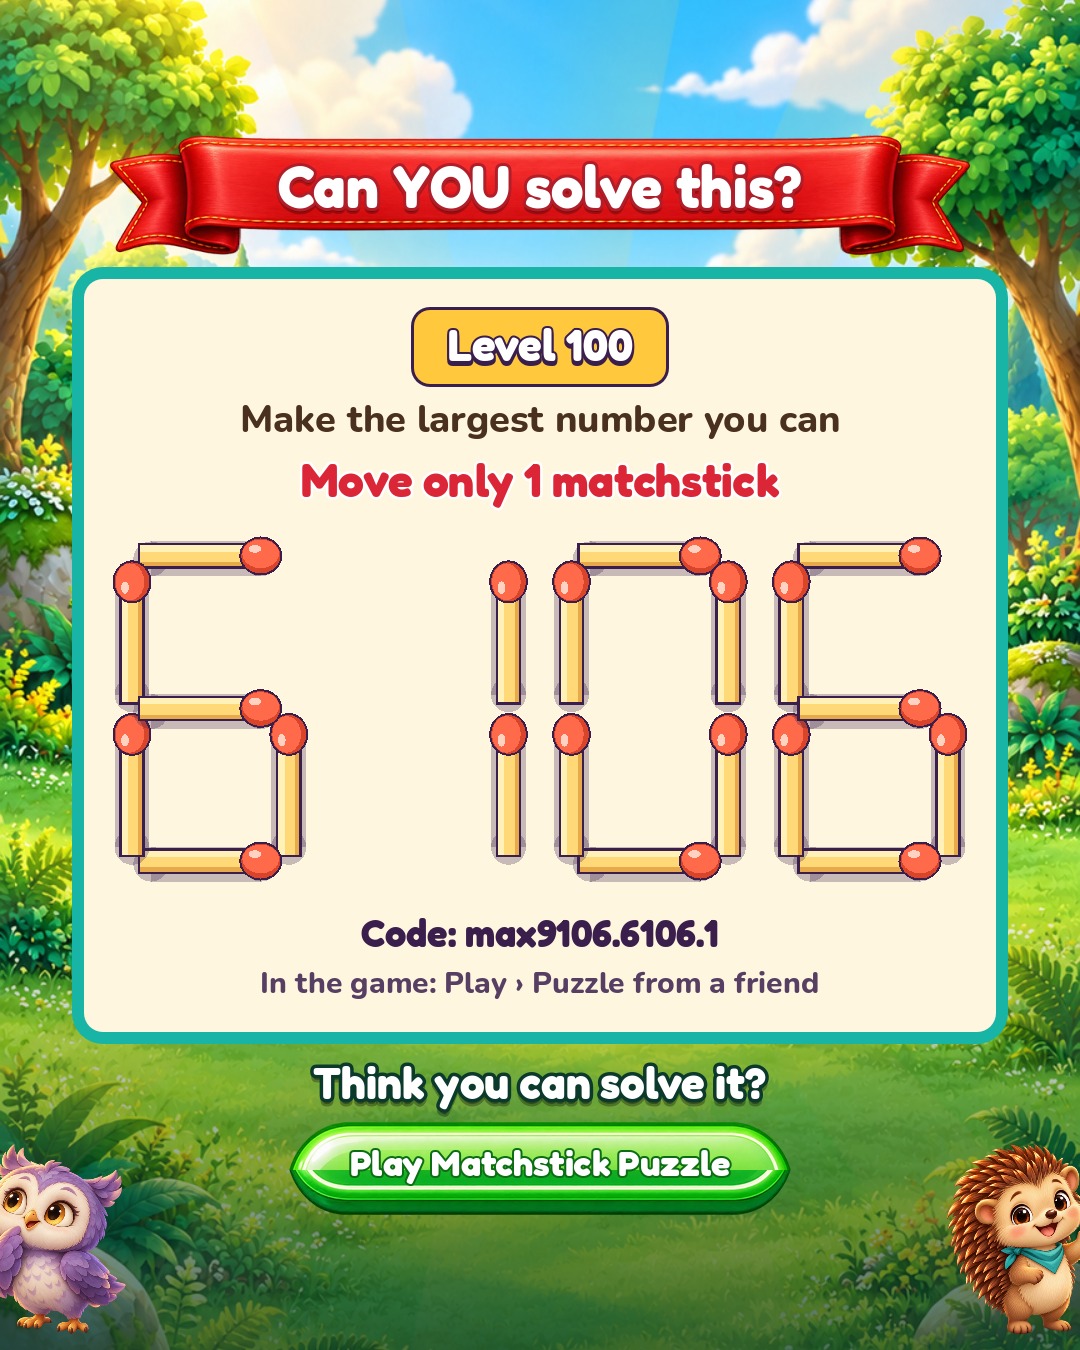 Can YOU solve this?
Level 100
Make the largest number you can
Move only 1 matchstick
6106
Code: max9106.6106.1
In the game: Play › Puzzle from a friend
Think you can solve it?
Play Matchstick Puzzle